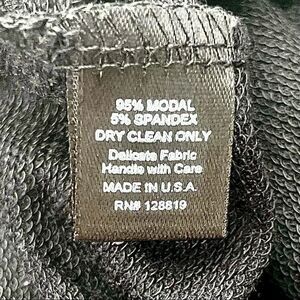 95% MODAL
5% SPANDEX
DRY CLEAN ONLY
Delicate Fabric
Handle with Care
MADE IN U.S.A.
RN# 128819